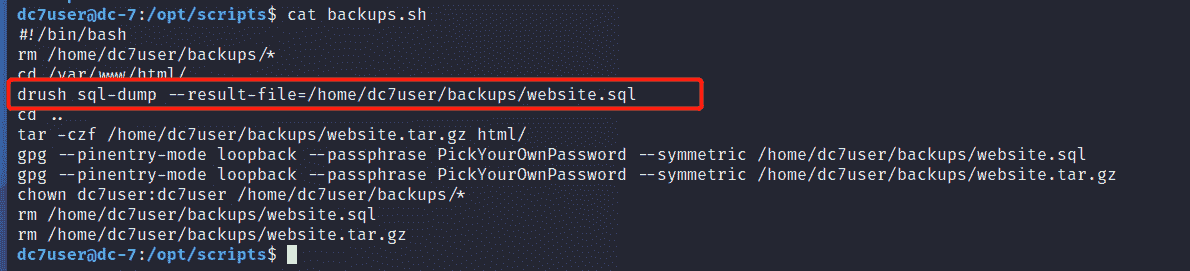 dc7user@dc-7:/opt/scripts$ cat backups.sh
#!/bin/bash
rm /home/dc7user/backups/*
cd /var/www/html/
drush sql-dump --result-file=/home/dc7user/backups/website.sql
cd ..
tar -czf /home/dc7user/backups/website.tar.gz html/
gpg --pinentry-mode loopback --passphrase PickYourOwnPassword --symmetric /home/dc7user/backups/website.sql
gpg --pinentry-mode loopback --passphrase PickYourOwnPassword --symmetric /home/dc7user/backups/website.tar.gz
chown dc7user:dc7user /home/dc7user/backups/*
rm /home/dc7user/backups/website.sql
rm /home/dc7user/backups/website.tar.gz
dc7user@dc-7:/opt/scripts$